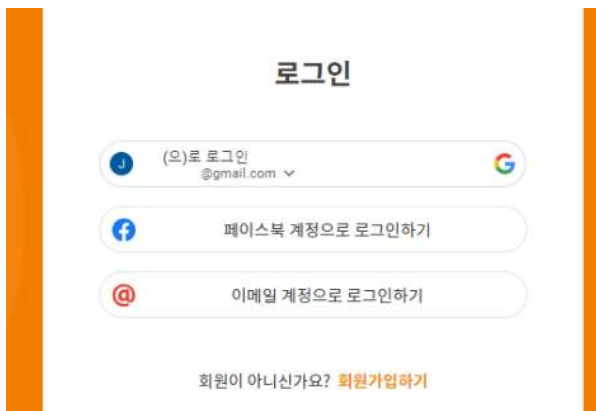 로그인
J
(으)로 로그인
@gmail.com
G
페이스북 계정으로 로그인하기
f
@
이메일 계정으로 로그인하기
회원이 아니신가요? 회원가입하기